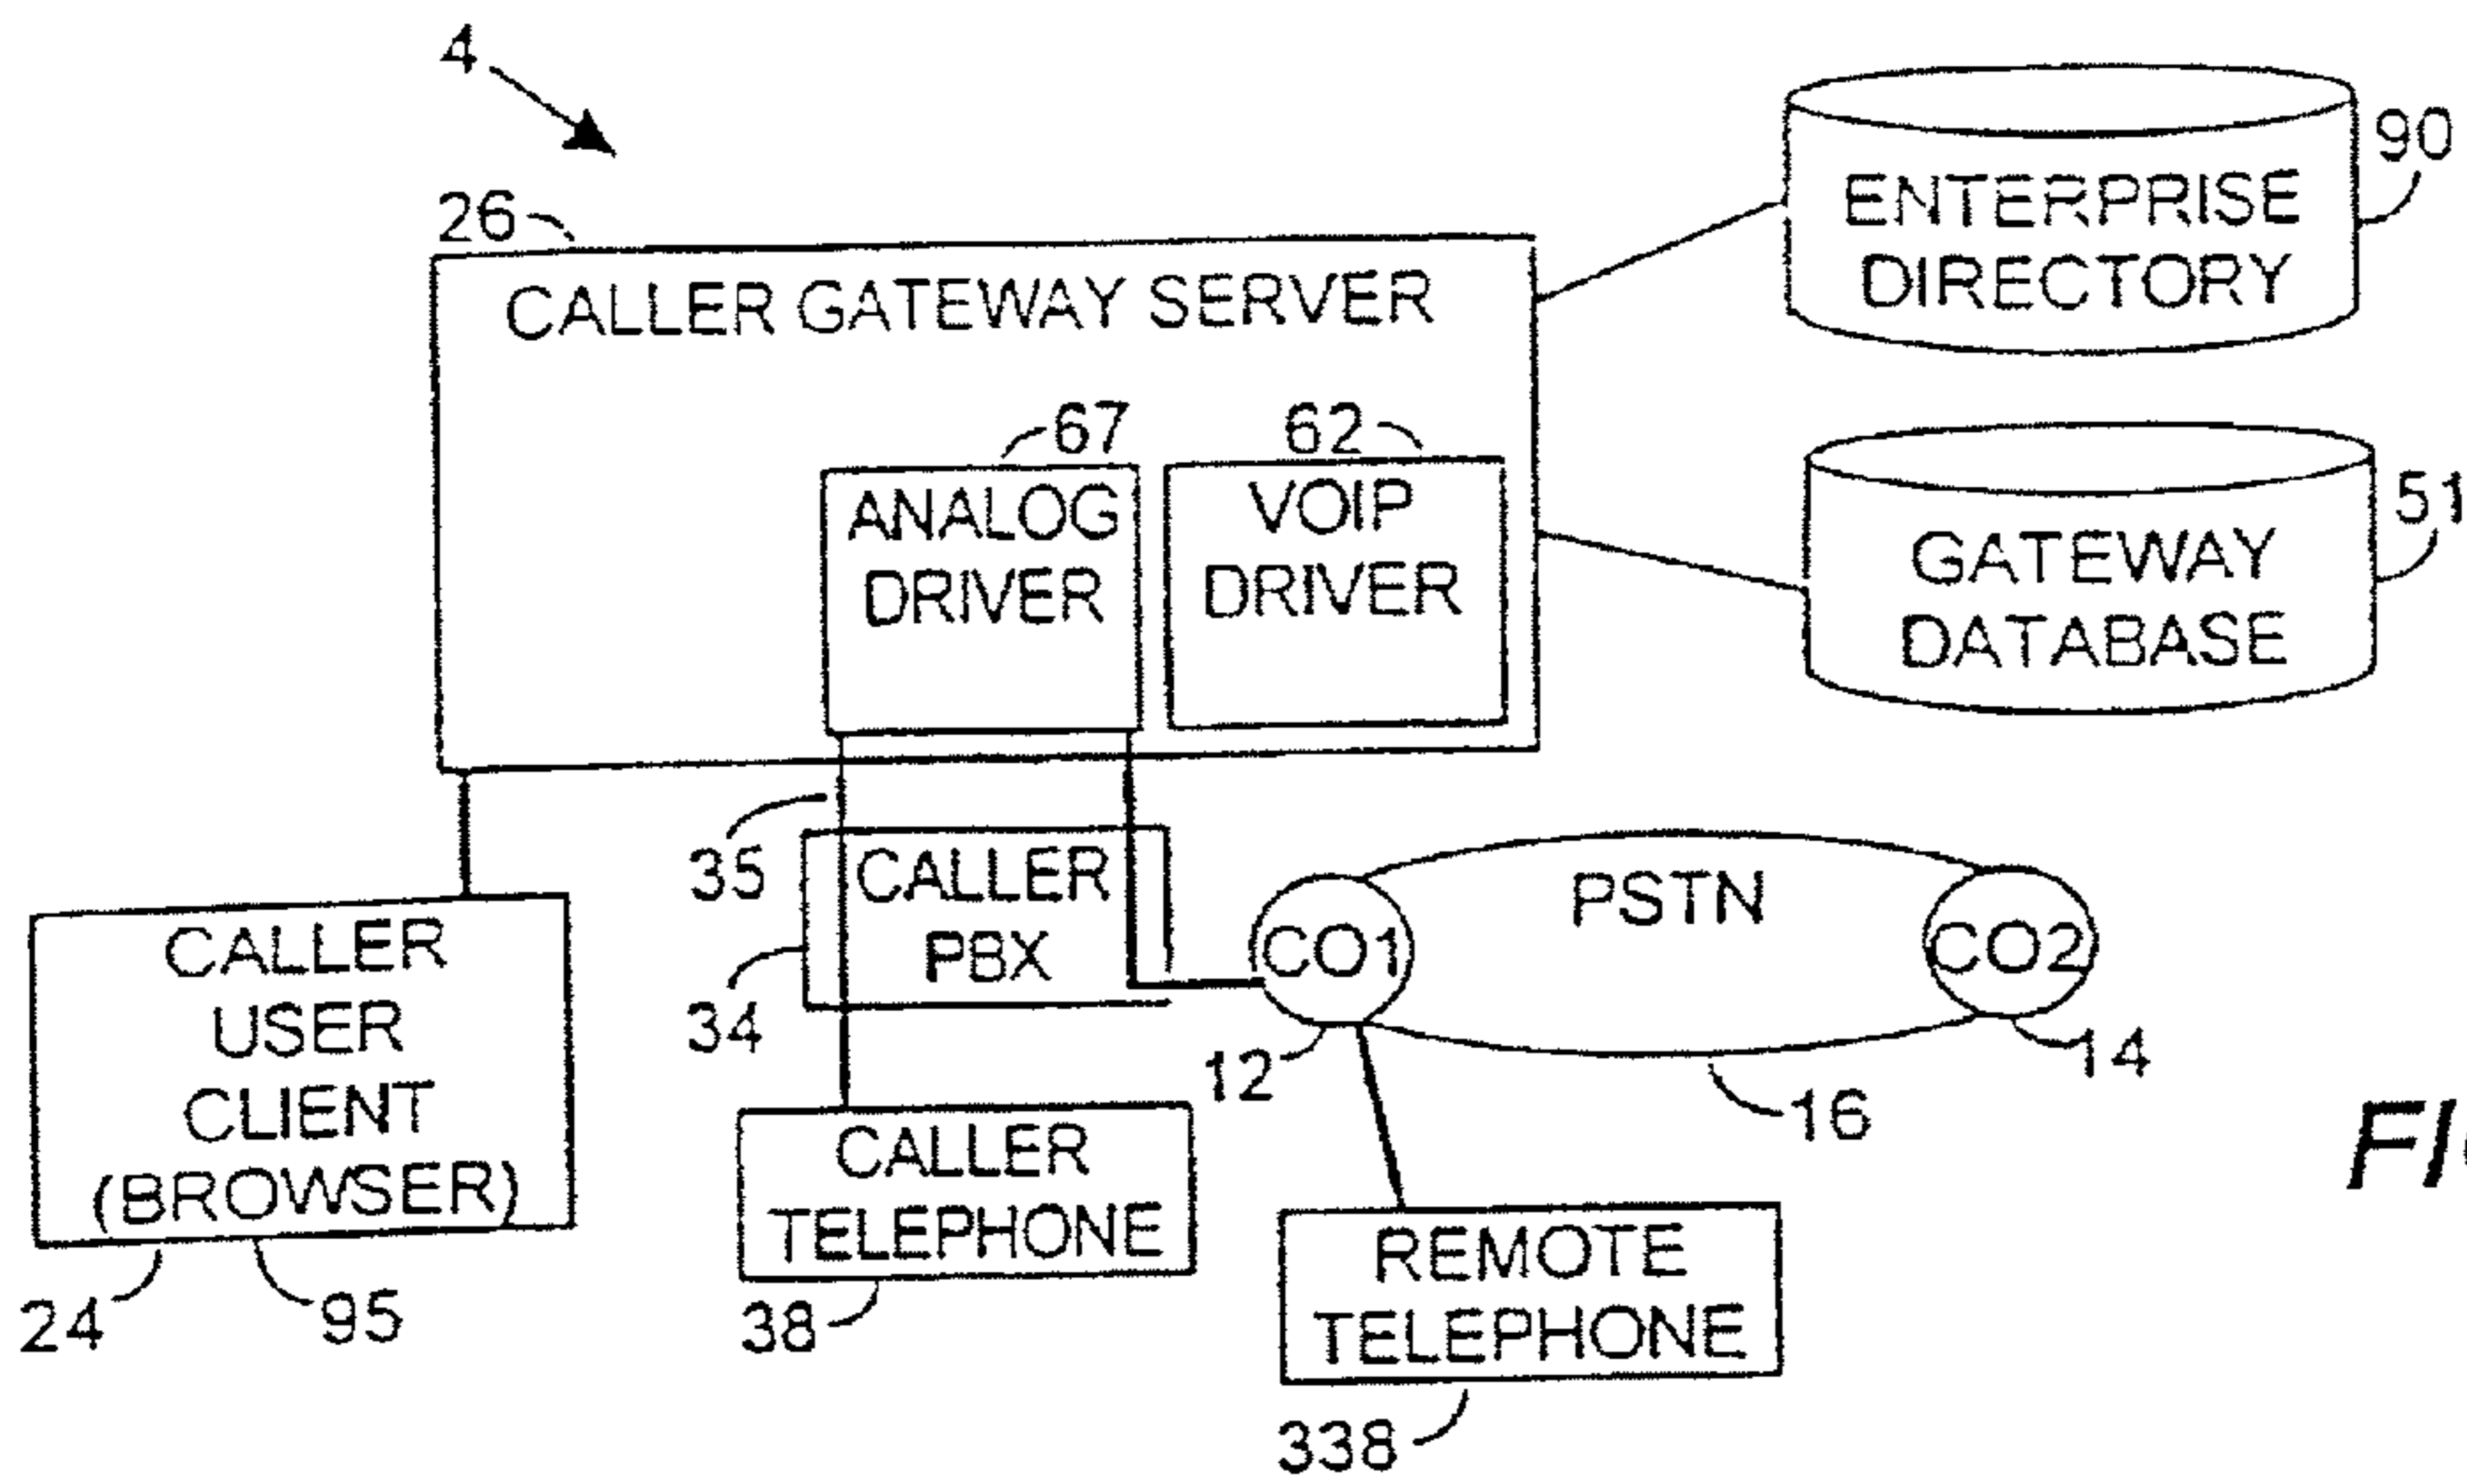 4
26
CALLER GATEWAY SERVER
ENTERPRISE
DIRECTORY
90
67
62
ANALOG
DRIVER
VOIP
DRIVER
GATEWAY
DATABASE
51
35
CALLER
PBX
34
PSTN
CO1
CO2
12
14
16
CALLER
USER
CLIENT
(BROWSER)
24
95
CALLER
TELEPHONE
38
REMOTE
TELEPHONE
338